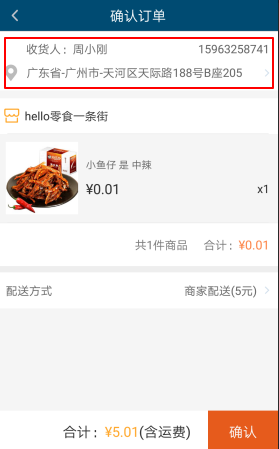 确认订单
收货人：周小刚 15963258741
广东省-广州市-天河区天际路188号B座205
hello零食一条街
小鱼仔 是 中辣
¥0.01 x1
共1件商品 合计：¥0.01
配送方式 商家配送(5元)
合计：¥5.01(含运费) 确认